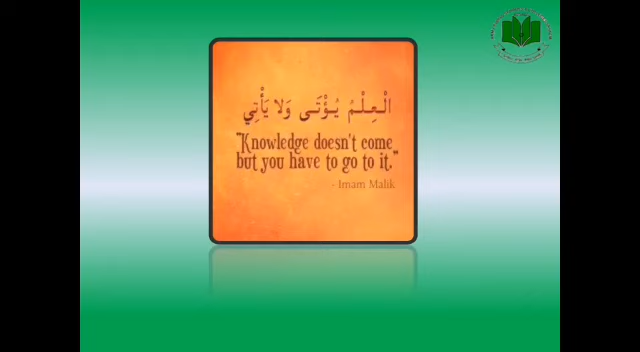 الْعِلْمُ يُؤْتَى وَلا يَأْتِي
"Knowledge doesn't come
but you have to go to it."
- Imam Malik